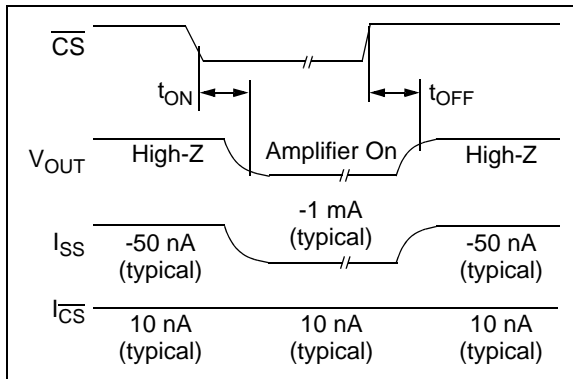 CS
tON
tOFF
VOUT
High-Z
Amplifier On
High-Z
ISS
-50 nA
(typical)
-1 mA
(typical)
-50 nA
(typical)
ICS
10 nA
(typical)
10 nA
(typical)
10 nA
(typical)